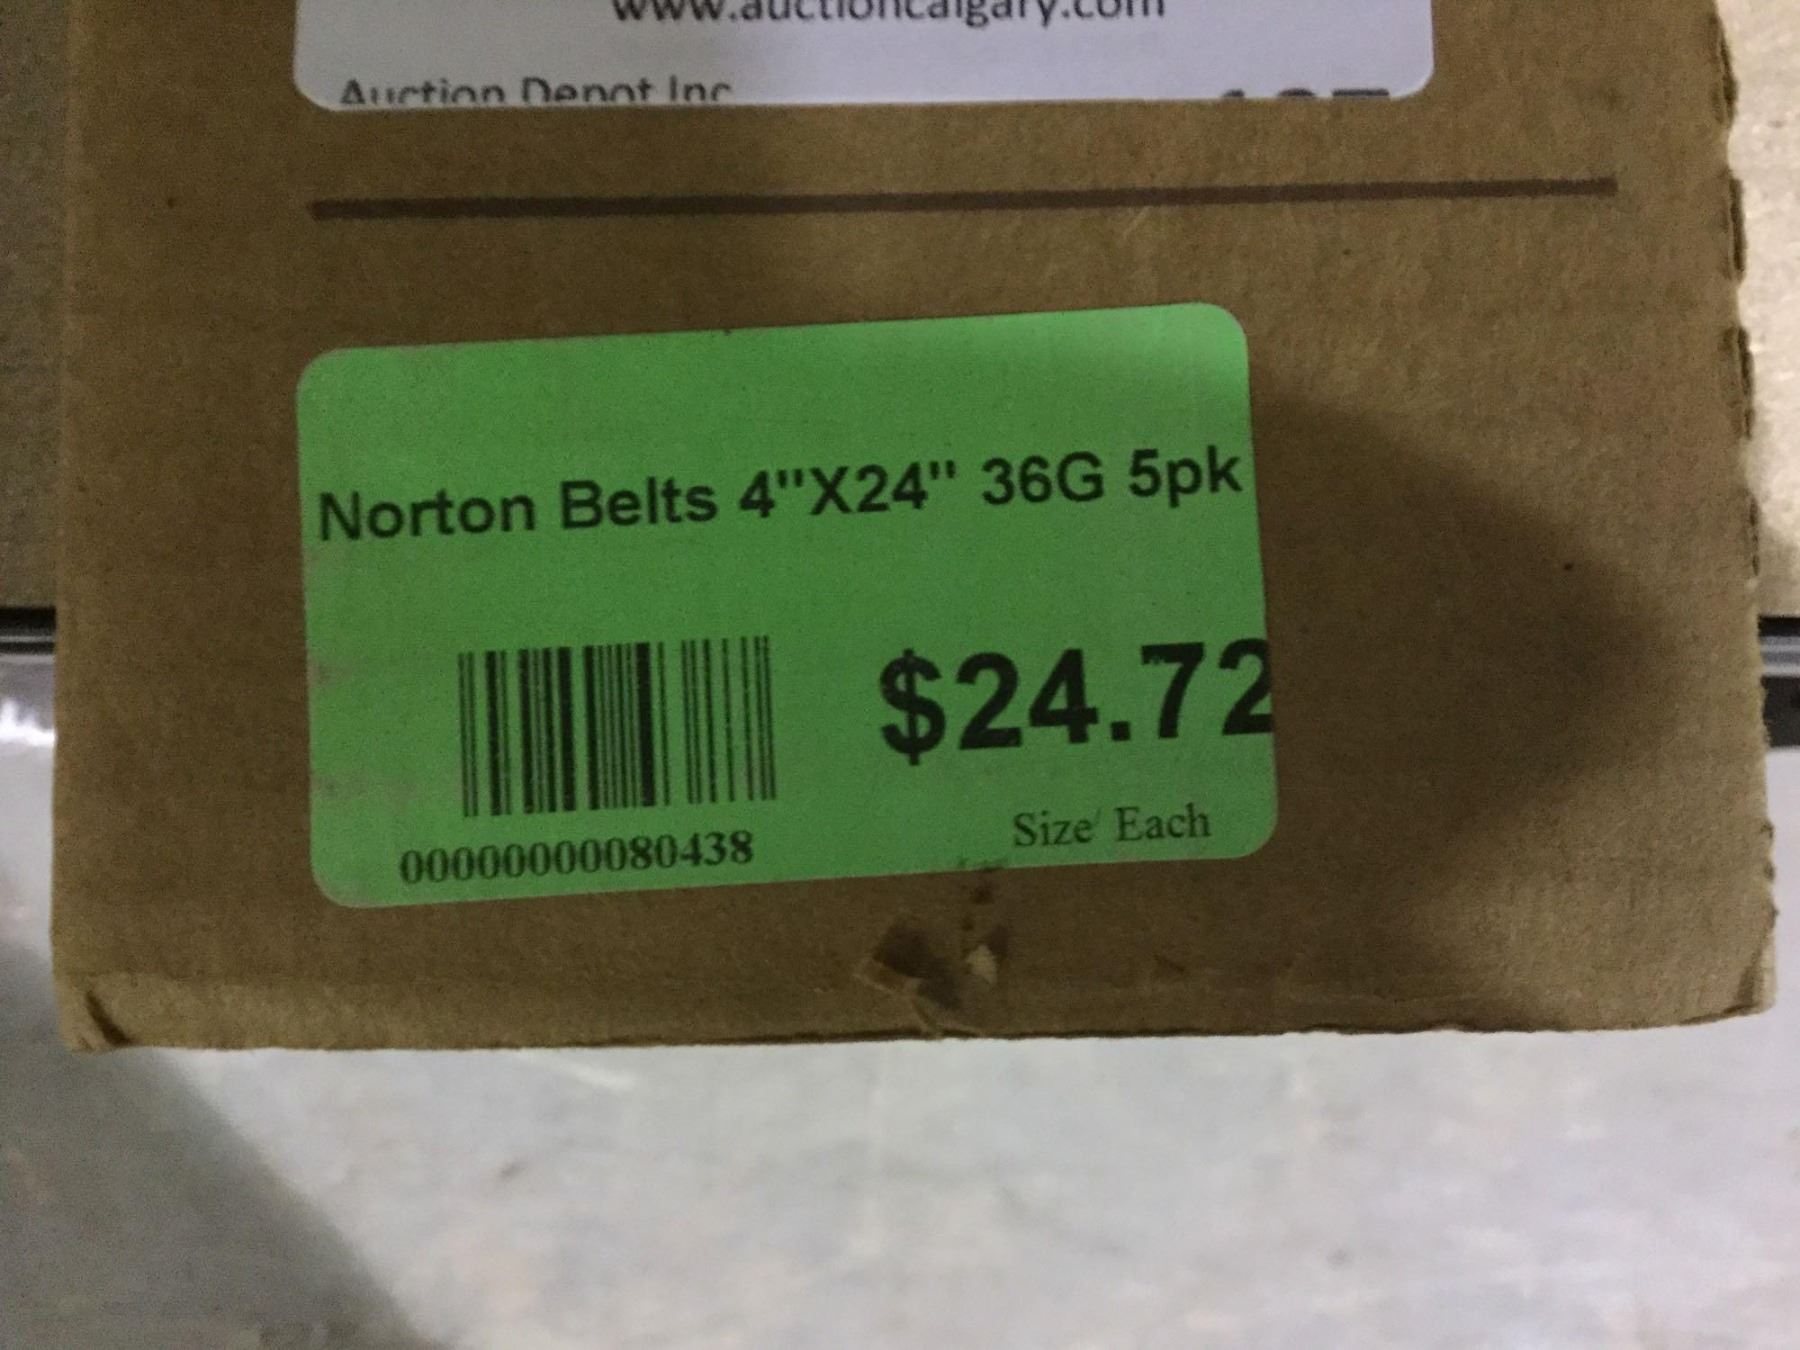 www.auctioncalgary.com
Auction Depot Inc
Norton Belts 4"X24" 36G 5pk
$24.72
00000000080438
Size Each